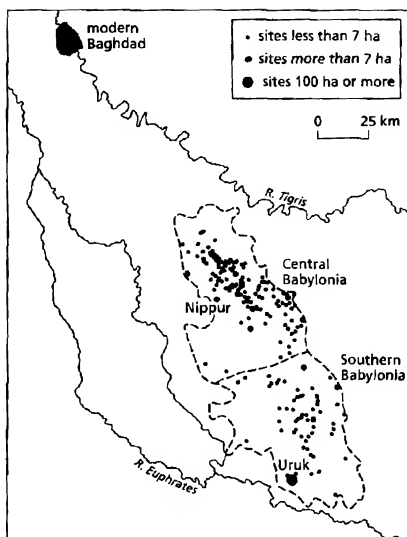 modern
Baghdad
sites less than 7 ha
sites more than 7 ha
sites 100 ha or more
0 25 km
R. Tigris
Central
Babylonia
Nippur
Southern
Babylonia
Uruk
R. Euphrates